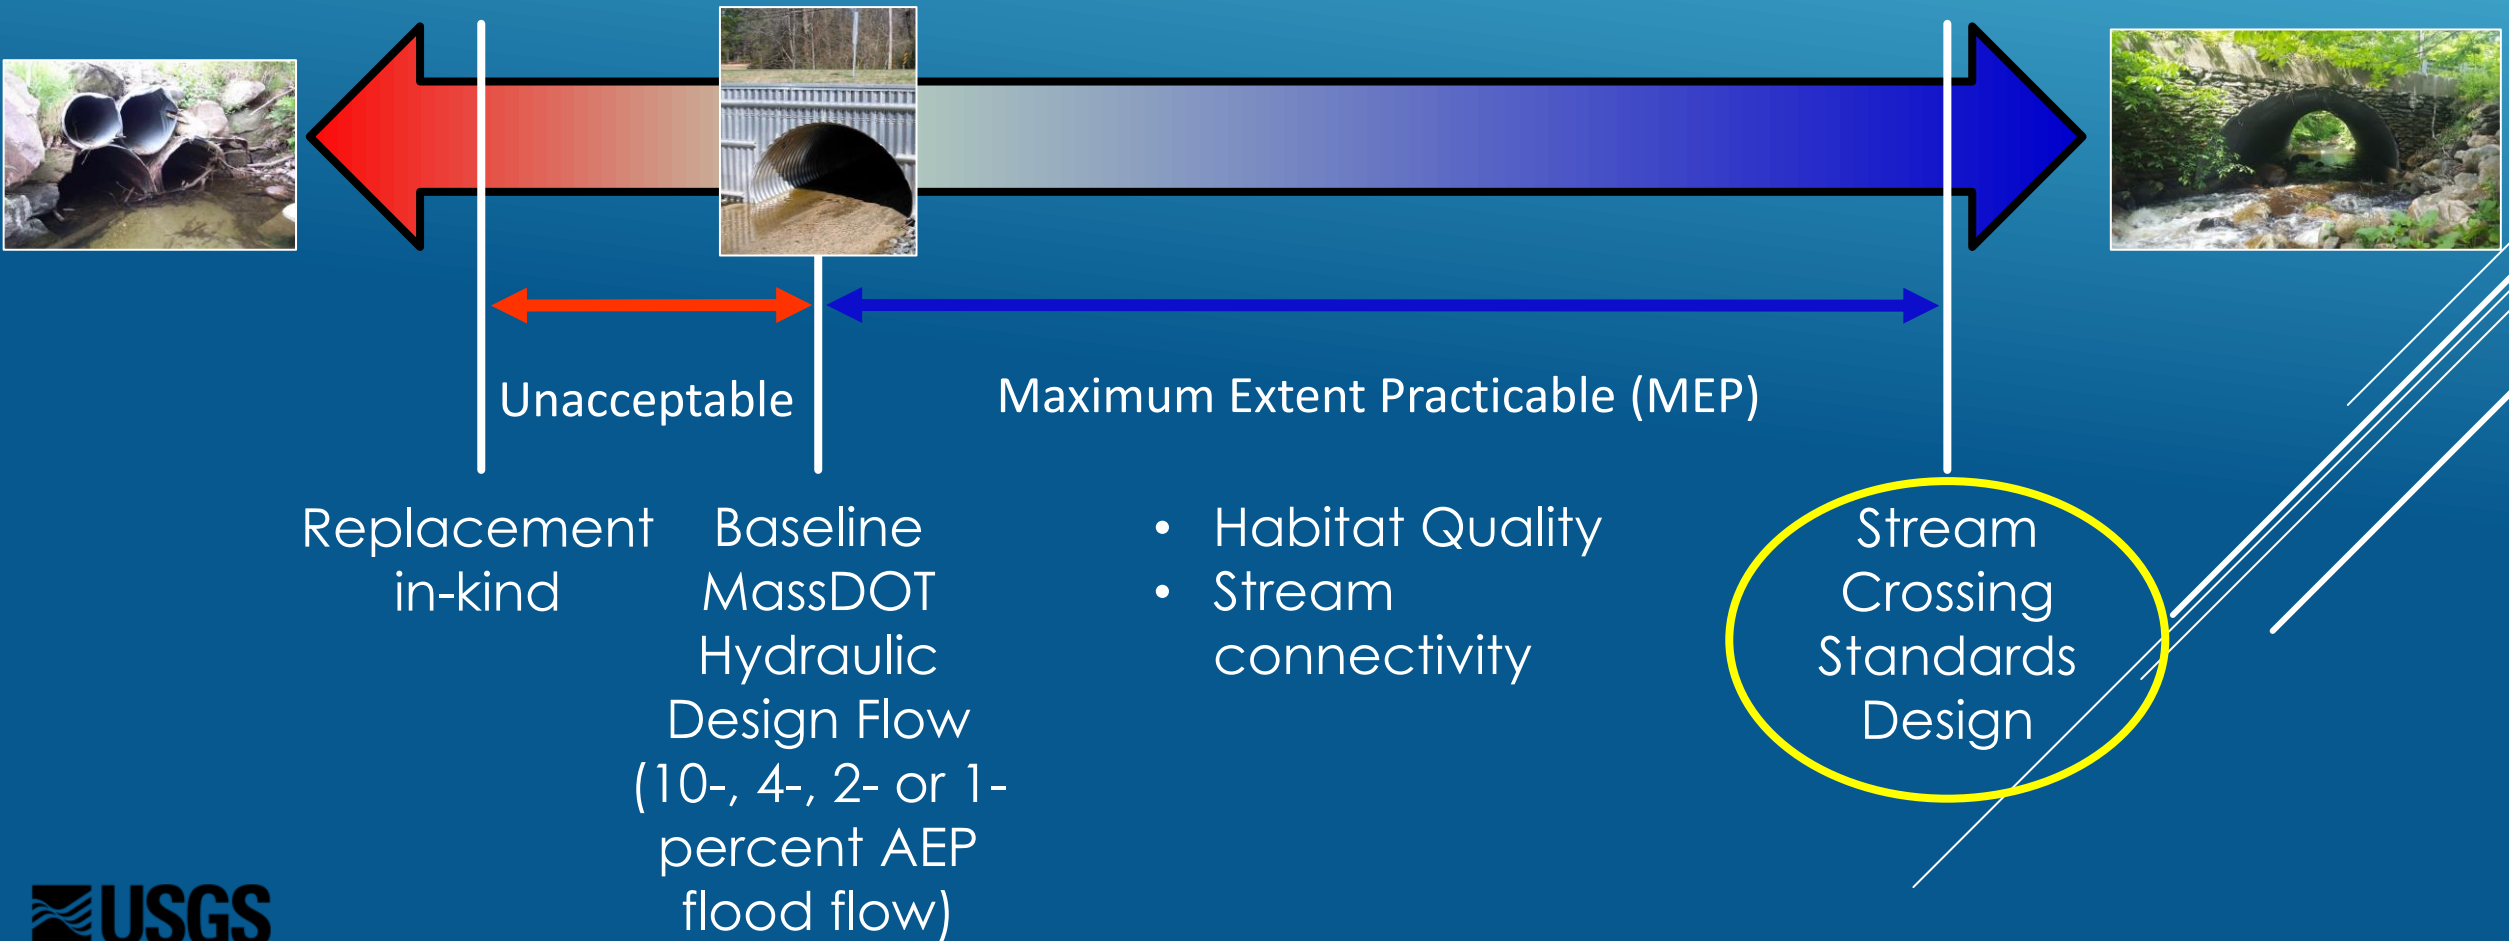 Unacceptable
Maximum Extent Practicable (MEP)
Replacement
in-kind
Baseline
MassDOT
Hydraulic
Design Flow
(10-, 4-, 2- or 1-
percent AEP
flood flow)
• Habitat Quality
• Stream
connectivity
Stream
Crossing
Standards
Design
USGS